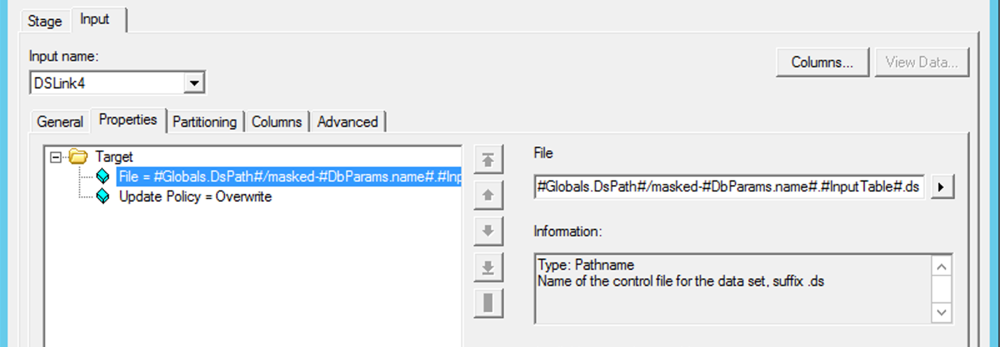 Stage Input
Input name:
Columns... View Data...
DSLink4
General Properties Partitioning Columns Advanced
Target
File = #Globals.DsPath#/masked-#DbParams.name#.#Inp
Update Policy = Overwrite
File
#Globals.DsPath#/masked-#DbParams.name#.#InputTable#.ds
Information:
Type: Pathname
Name of the control file for the data set, suffix .ds